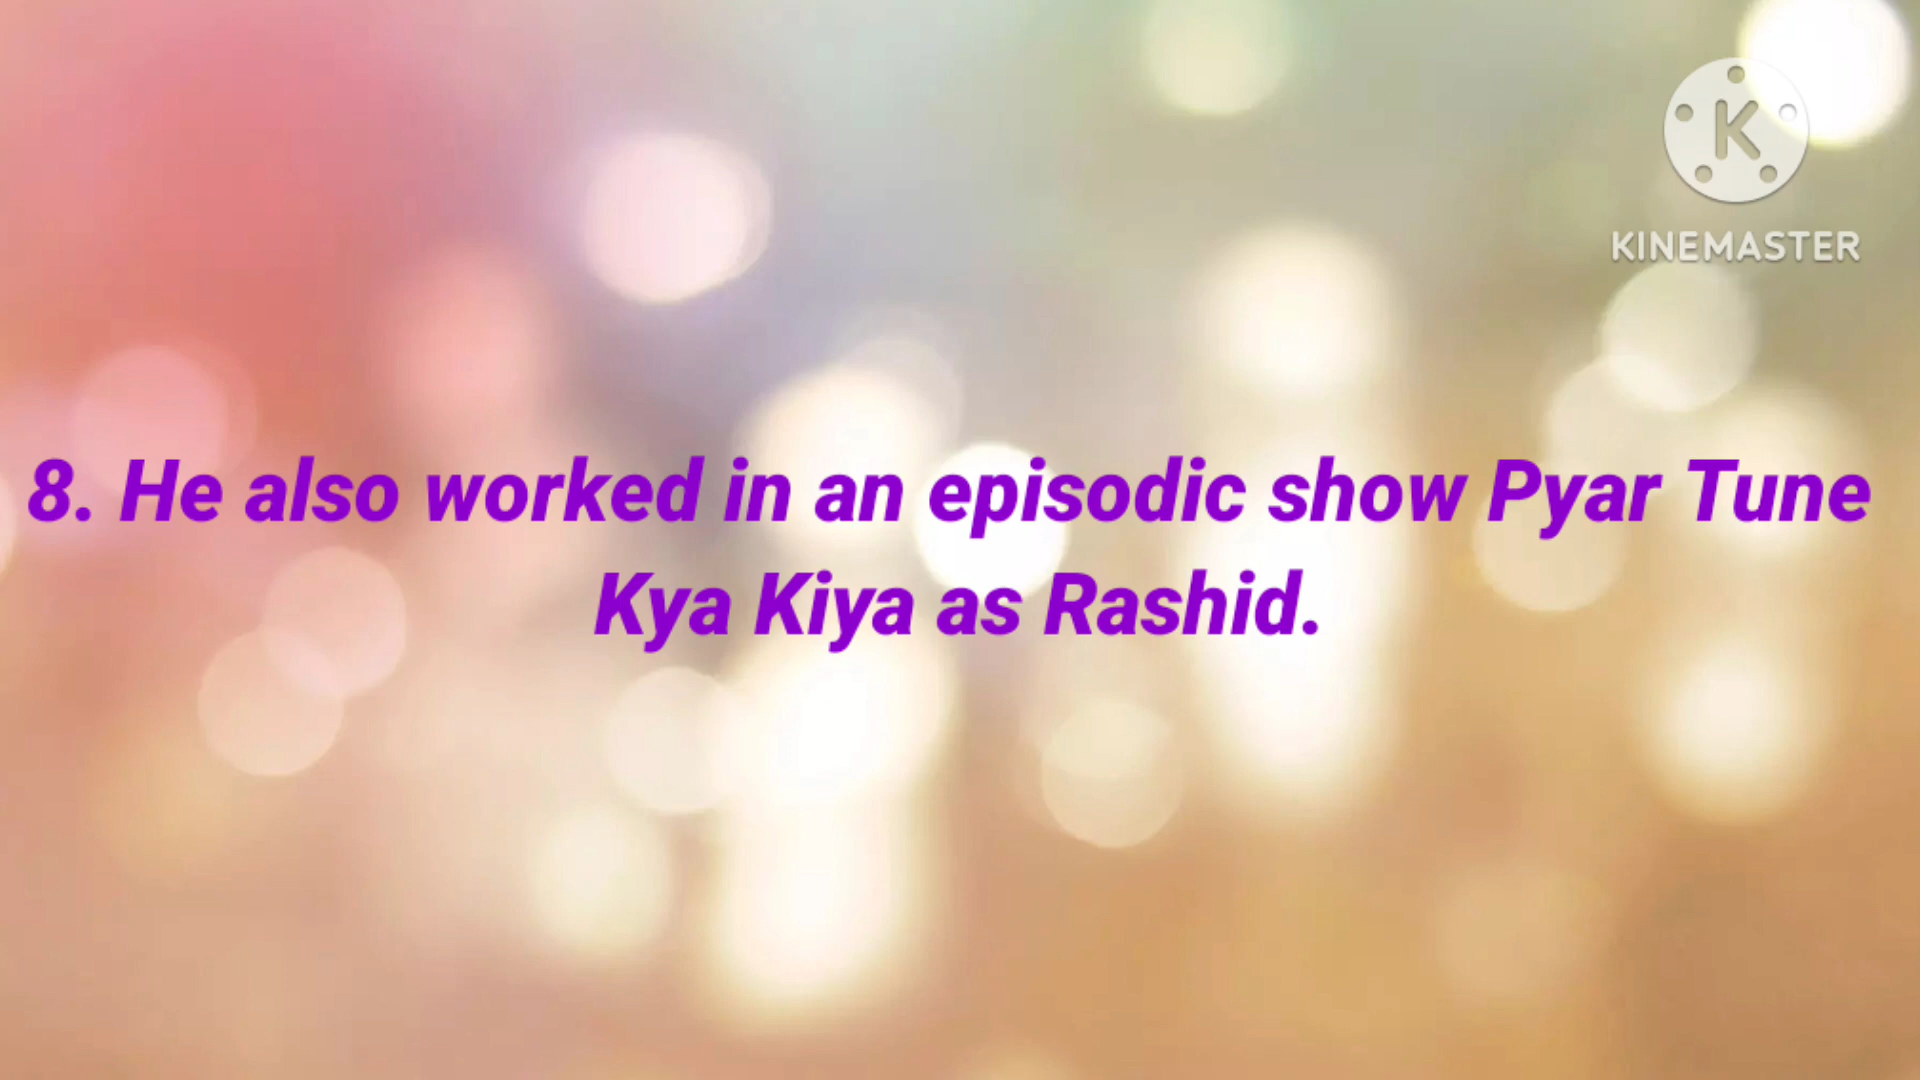 K
KINEMASTER
8. He also worked in an episodic show Pyar Tune
Kya Kiya as Rashid.